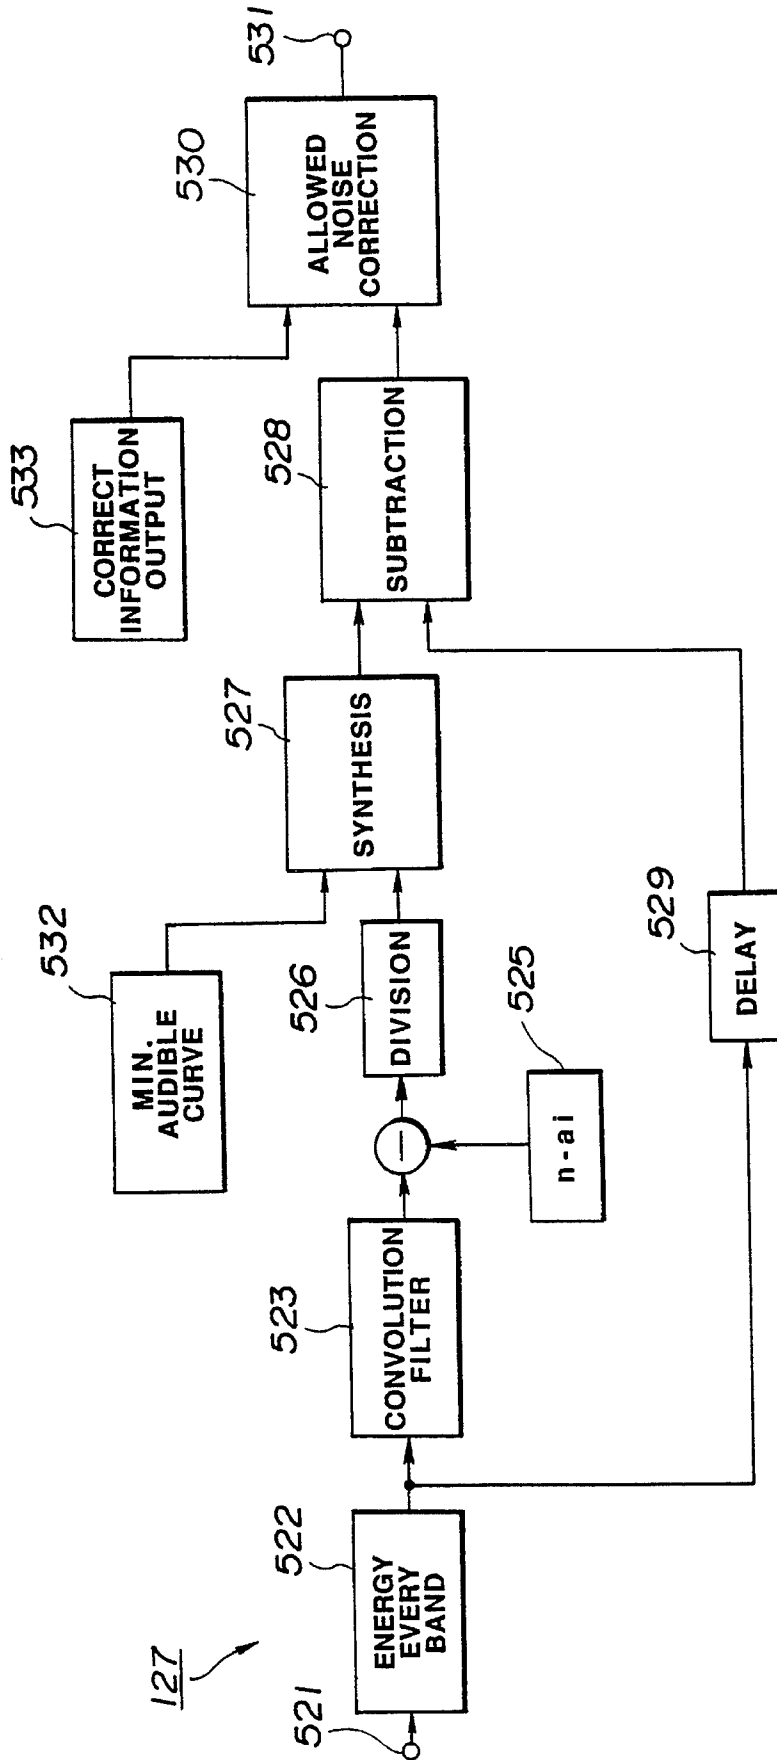 127
521
522
ENERGY
EVERY
BAND
523
CONVOLUTION
FILTER
—
525
n-ai
526
DIVISION
532
MIN.
AUDIBLE
CURVE
527
SYNTHESIS
529
DELAY
528
SUBTRACTION
533
CORRECT
INFORMATION
OUTPUT
530
ALLOWED
NOISE
CORRECTION
531